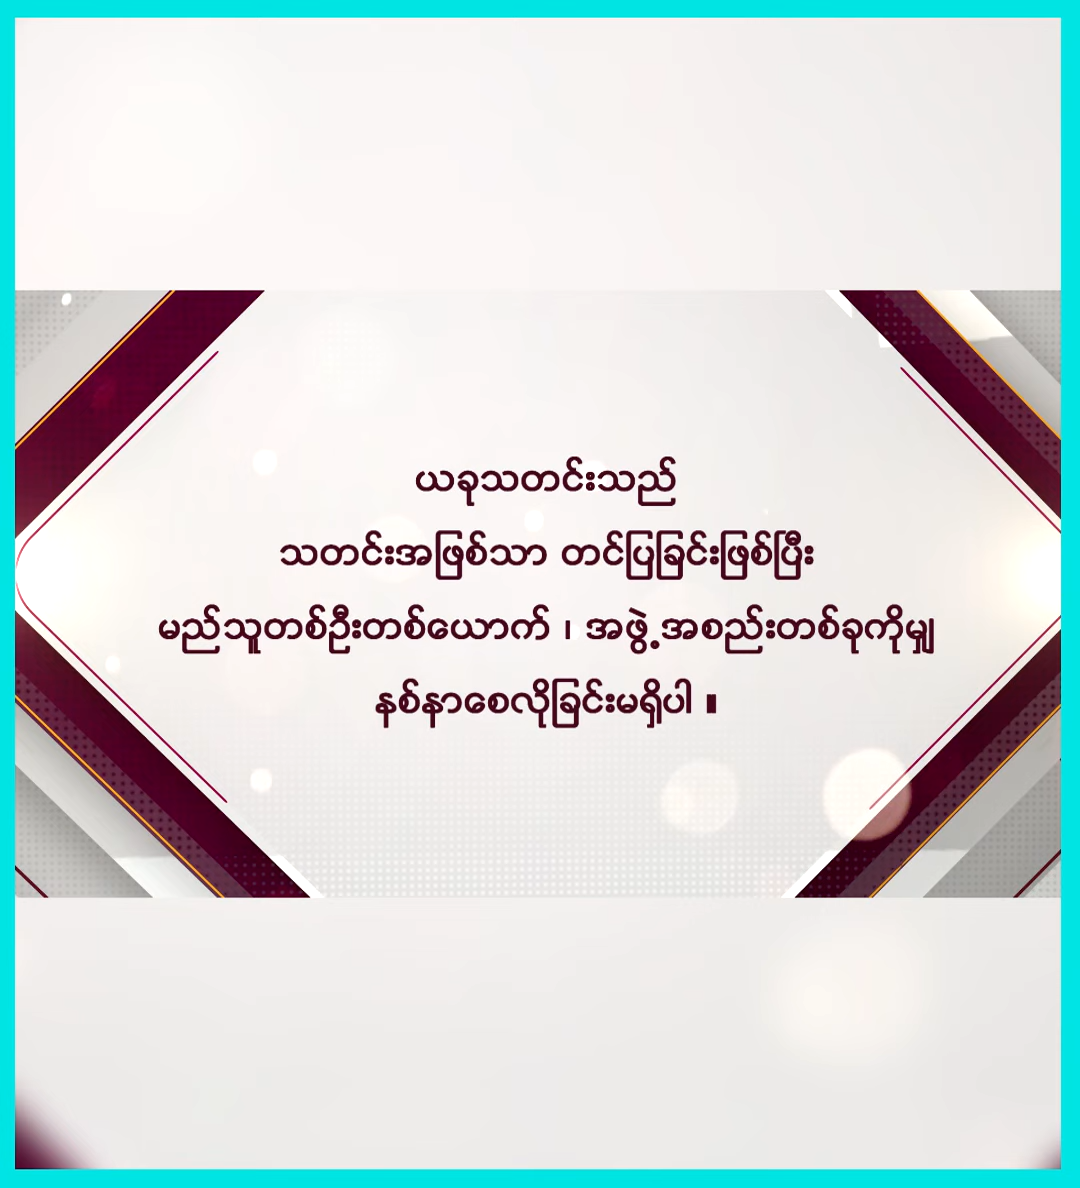 ယခုသတင်းသည်
သတင်းအဖြစ်သာ တင်ပြခြင်းဖြစ်ပြီး
မည်သူတစ်ဦးတစ်ယောက် ၊ အဖွဲ့အစည်းတစ်ခုကိုမျှ
နစ်နာစေလိုခြင်းမရှိပါ ။